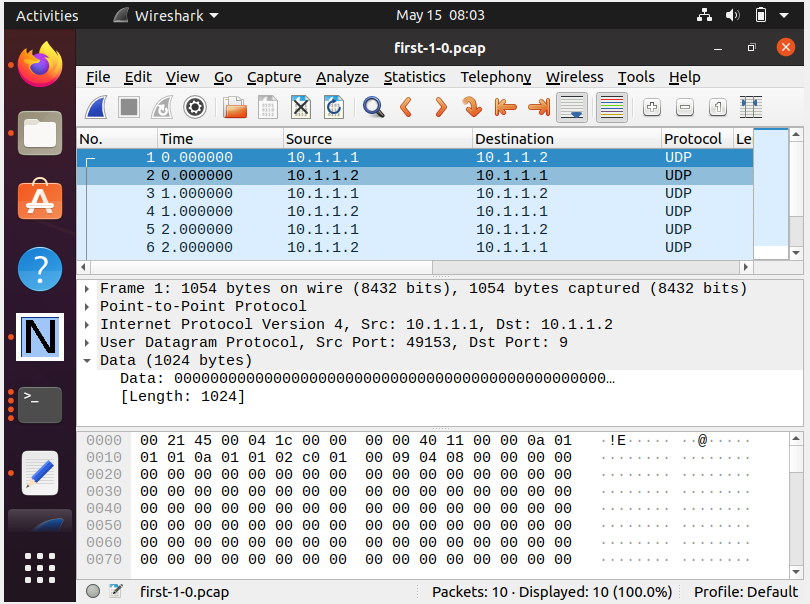 Activities Wireshark May 15 08:03
first-1-0.pcap
File Edit View Go Capture Analyze Statistics Telephony Wireless Tools Help
No. Time Source Destination Protocol Le
1 0.000000 10.1.1.1 10.1.1.2 UDP
2 0.000000 10.1.1.2 10.1.1.1 UDP
3 1.000000 10.1.1.1 10.1.1.2 UDP
4 1.000000 10.1.1.2 10.1.1.1 UDP
5 2.000000 10.1.1.1 10.1.1.2 UDP
6 2.000000 10.1.1.2 10.1.1.1 UDP
Frame 1: 1054 bytes on wire (8432 bits), 1054 bytes captured (8432 bits)
Point-to-Point Protocol
Internet Protocol Version 4, Src: 10.1.1.1, Dst: 10.1.1.2
User Datagram Protocol, Src Port: 49153, Dst Port: 9
Data (1024 bytes)
Data: 000000000000000000000000000000000000000000000000…
[Length: 1024]
0000 00 21 45 00 04 1c 00 00 00 00 40 11 00 00 0a 01 ·!E····· ··@·····
0010 01 01 0a 01 01 02 c0 01 00 09 04 08 00 00 00 00 ········ ········
0020 00 00 00 00 00 00 00 00 00 00 00 00 00 00 00 00 ········ ········
0030 00 00 00 00 00 00 00 00 00 00 00 00 00 00 00 00 ········ ········
0040 00 00 00 00 00 00 00 00 00 00 00 00 00 00 00 00 ········ ········
0050 00 00 00 00 00 00 00 00 00 00 00 00 00 00 00 00 ········ ········
0060 00 00 00 00 00 00 00 00 00 00 00 00 00 00 00 00 ········ ········
0070 00 00 00 00 00 00 00 00 00 00 00 00 00 00 00 00 ········ ········
first-1-0.pcap Packets: 10 · Displayed: 10 (100.0%) Profile: Default